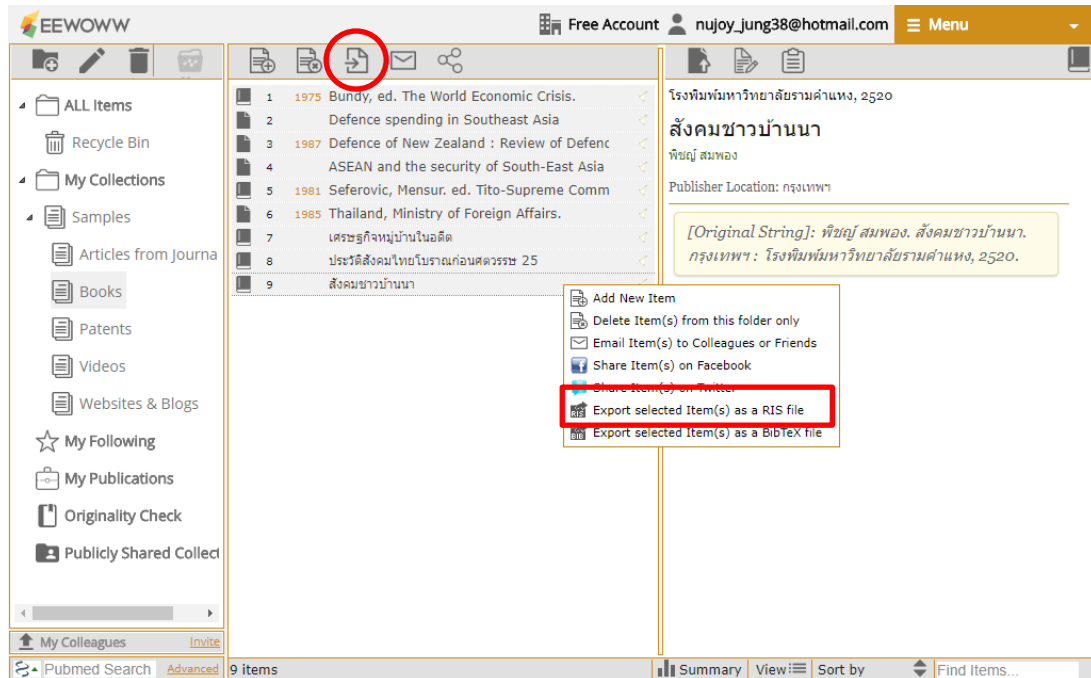 EEWOWW
Free Account
nujoy_jung38@hotmail.com
Menu
ALL Items
Recycle Bin
My Collections
Samples
Articles from Journa
Books
Patents
Videos
Websites & Blogs
My Following
My Publications
Originality Check
Publicly Shared Collect
My Colleagues Invite
Pubmed Search Advanced
1 1975 Bundy, ed. The World Economic Crisis.
2 Defence spending in Southeast Asia
3 1987 Defence of New Zealand : Review of Defenc
4 ASEAN and the security of South-East Asia
5 1981 Seferovic, Mensur. ed. Tito-Supreme Comm
6 1985 Thailand, Ministry of Foreign Affairs.
7 เศรษฐกิจหมู่บ้านในอดีต
8 ประวัติสังคมไทยโบราณก่อนศตวรรษ 25
9 สังคมชาวบ้านนา
Add New Item
Delete Item(s) from this folder only
Email Item(s) to Colleagues or Friends
Share Item(s) on Facebook
Share Item(s) on Twitter
RIS Export selected Item(s) as a RIS file
Export selected Item(s) as a BibTeX file
9 items
โรงพิมพ์มหาวิทยาลัยรามคำแหง, 2520
สังคมชาวบ้านนา
พิชญ์ สมพอง
Publisher Location: กรุงเทพฯ
[Original String]: พิชญ์ สมพอง. สังคมชาวบ้านนา.
กรุงเทพฯ : โรงพิมพ์มหาวิทยาลัยรามคำแหง, 2520.
Summary View Sort by Find Items...